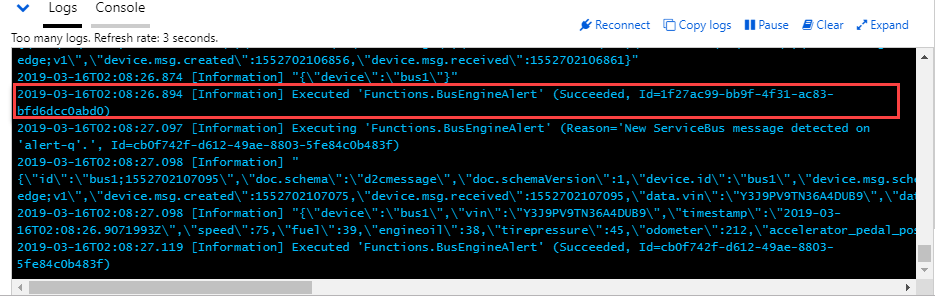 Logs Console
Reconnect Copy logs Pause Clear Expand
Too many logs. Refresh rate: 3 seconds.
edge;v1\",\"device.msg.created\":1552702106856,\"device.msg.received\":1552702106861}"
2019-03-16T02:08:26.874 [Information] "{\"device\":\"bus1\"}"
2019-03-16T02:08:26.894 [Information] Executed 'Functions.BusEngineAlert' (Succeeded, Id=1f27ac99-bb9f-4f31-ac83-
bfd6dcc0abd0)
2019-03-16T02:08:27.097 [Information] Executing 'Functions.BusEngineAlert' (Reason='New ServiceBus message detected on
'alert-q'.', Id=cb0f742f-d612-49ae-8803-5fe84c0b483f)
2019-03-16T02:08:27.098 [Information] "
{\"id\":\"bus1;1552702107095\",\"doc.schema\":\"d2cmessage\",\"doc.schemaVersion\":1,\"device.id\":\"bus1\",\"device.msg.sche
edge;v1\",\"device.msg.created\":1552702107075,\"device.msg.received\":1552702107095,\"data.vin\":\"Y3J9PV9TN36A4DUB9\",\"dat
2019-03-16T02:08:27.098 [Information] "{\"device\":\"bus1\",\"vin\":\"Y3J9PV9TN36A4DUB9\",\"timestamp\":\"2019-03-
16T02:08:26.9071993Z\",\"speed\":75,\"fuel\":39,\"engineoil\":38,\"tirepressure\":45,\"odometer\":212,\"accelerator_pedal_pos
2019-03-16T02:08:27.119 [Information] Executed 'Functions.BusEngineAlert' (Succeeded, Id=cb0f742f-d612-49ae-8803-
5fe84c0b483f)